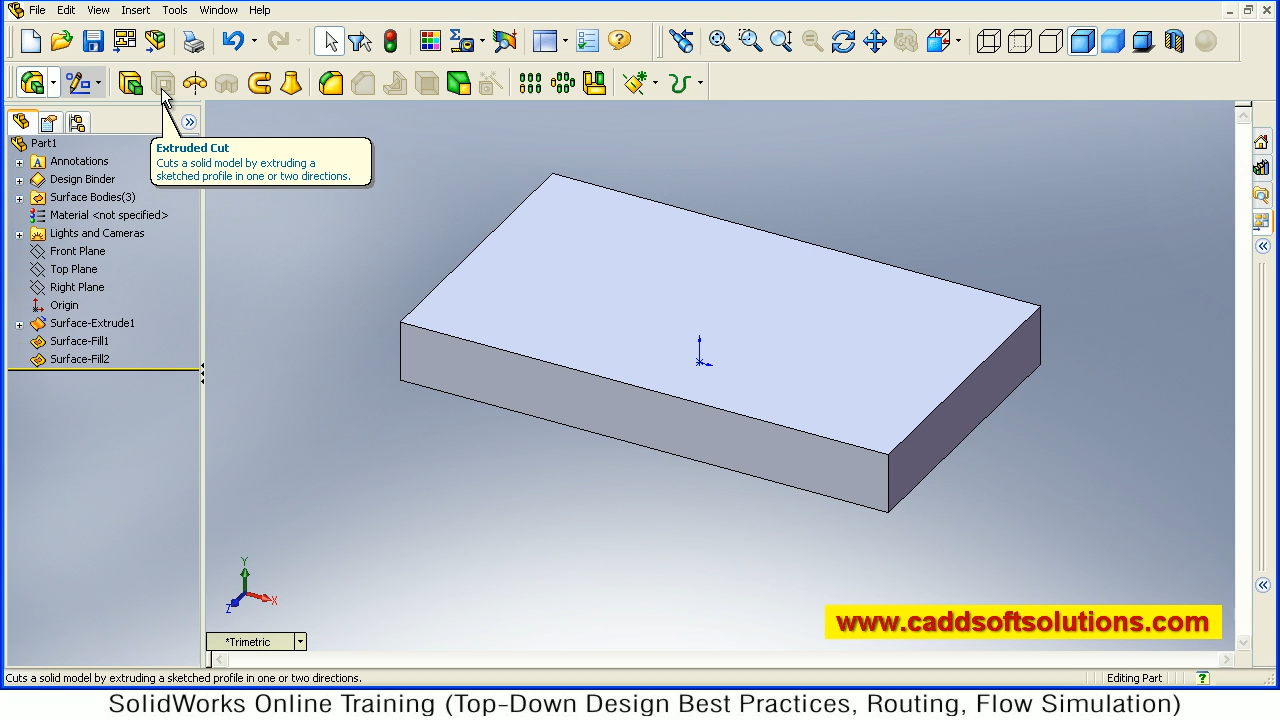 File Edit View Insert Tools Window Help
Extruded Cut
Cuts a solid model by extruding a
sketched profile in one or two directions.
Part1
A Annotations
Design Binder
Surface Bodies(3)
Material <not specified>
Lights and Cameras
Front Plane
Top Plane
Right Plane
Origin
Surface-Extrude1
Surface-Fill1
Surface-Fill2
Y
X
Z
*Trimetric
www.caddsoftsolutions.com
Cuts a solid model by extruding a sketched profile in one or two directions.
Editing Part
SolidWorks Online Training (Top-Down Design Best Practices, Routing, Flow Simulation)